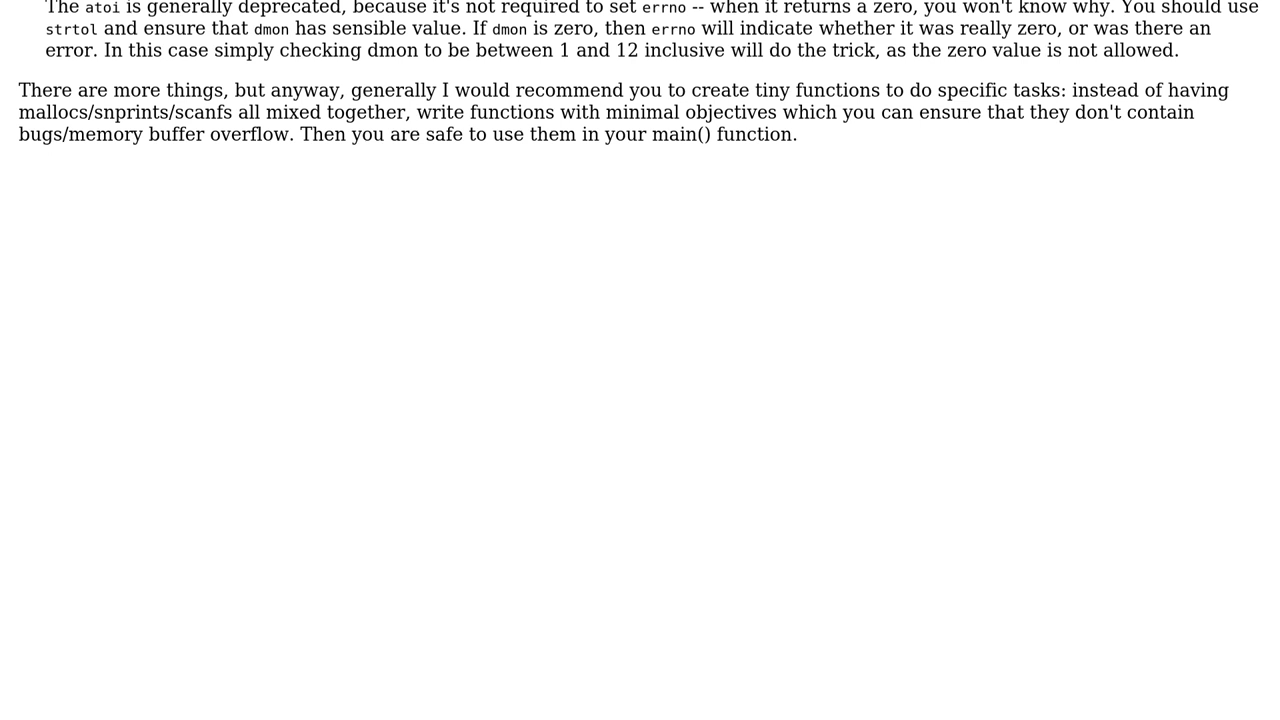 The atoi is generally deprecated, because it's not required to set errno -- when it returns a zero, you won't know why. You should use
strtol and ensure that dmon has sensible value. If dmon is zero, then errno will indicate whether it was really zero, or was there an
error. In this case simply checking dmon to be between 1 and 12 inclusive will do the trick, as the zero value is not allowed.
There are more things, but anyway, generally I would recommend you to create tiny functions to do specific tasks: instead of having
mallocs/snprints/scanfs all mixed together, write functions with minimal objectives which you can ensure that they don't contain
bugs/memory buffer overflow. Then you are safe to use them in your main() function.